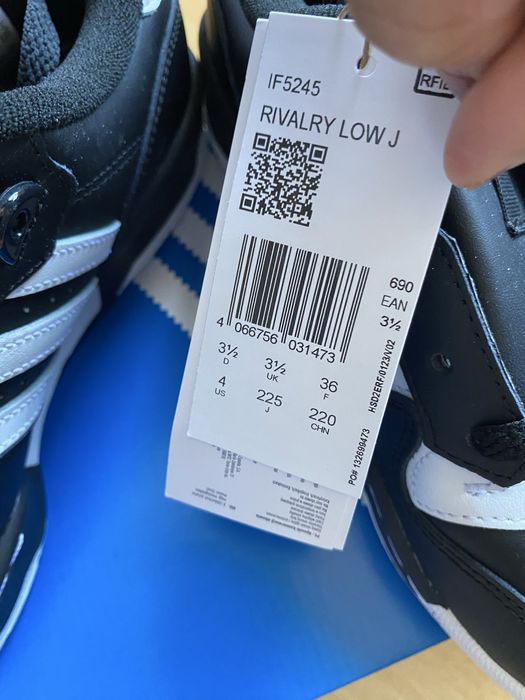 RFID
IF5245
RIVALRY LOW J
690
EAN
3½
4 066756 031473
3½ 3½ 36
D UK F
4 225 220
US J CHN
HSD2ERF/0123/V02
PO# 132699473